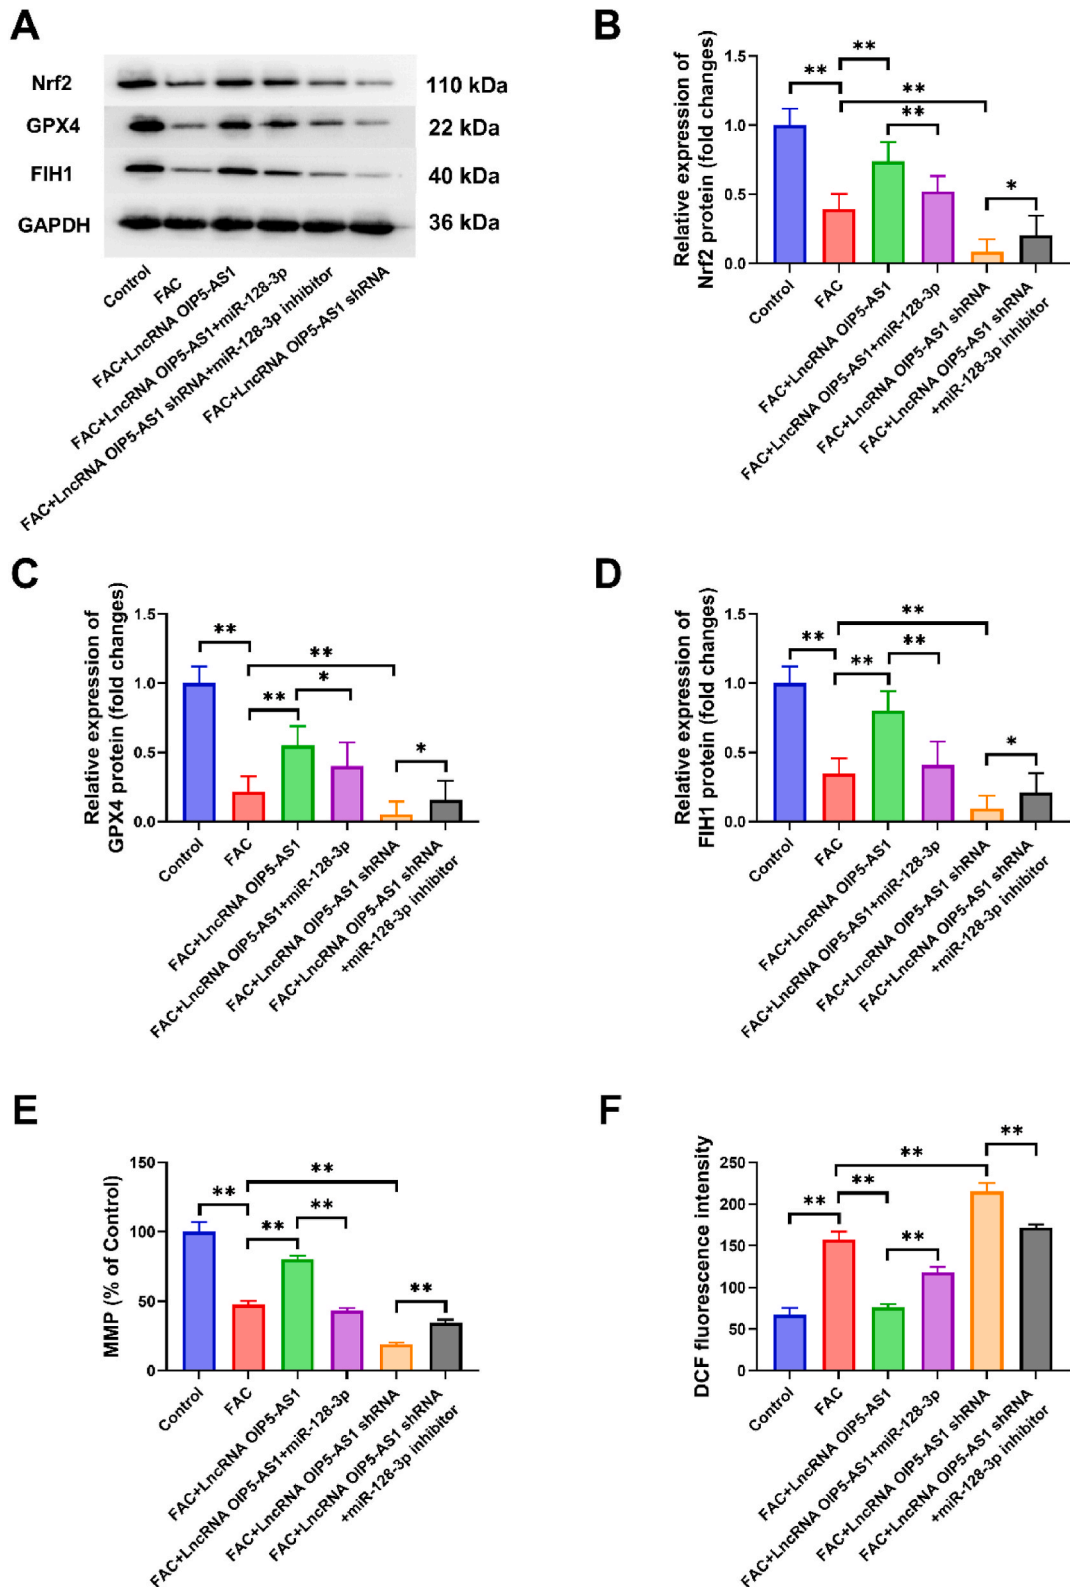 A
Nrf2
110 kDa
GPX4
22 kDa
FIH1
40 kDa
GAPDH
36 kDa
Control
FAC
FAC+LncRNA OIP5-AS1
FAC+LncRNA OIP5-AS1+miR-128-3p
FAC+LncRNA OIP5-AS1 shRNA+miR-128-3p inhibitor
FAC+LncRNA OIP5-AS1 shRNA
B
Relative expression of
Nrf2 protein (fold changes)
1.5
1.0
0.5
0.0
**
**
**
**
*
Control
FAC
FAC+LncRNA OIP5-AS1
FAC+LncRNA OIP5-AS1+miR-128-3p
FAC+LncRNA OIP5-AS1 shRNA
FAC+LncRNA OIP5-AS1 shRNA
+miR-128-3p inhibitor
C
Relative expression of
GPX4 protein (fold changes)
1.5
1.0
0.5
0.0
**
**
**
*
*
Control
FAC
FAC+LncRNA OIP5-AS1
FAC+LncRNA OIP5-AS1+miR-128-3p
FAC+LncRNA OIP5-AS1 shRNA
FAC+LncRNA OIP5-AS1 shRNA
+miR-128-3p inhibitor
D
Relative expression of
FIH1 protein (fold changes)
1.5
1.0
0.5
0.0
**
**
**
**
*
Control
FAC
FAC+LncRNA OIP5-AS1
FAC+LncRNA OIP5-AS1+miR-128-3p
FAC+LncRNA OIP5-AS1 shRNA
FAC+LncRNA OIP5-AS1 shRNA
+miR-128-3p inhibitor
E
MMP (% of Control)
150
100
50
0
**
**
**
**
**
Control
FAC
FAC+LncRNA OIP5-AS1
FAC+LncRNA OIP5-AS1+miR-128-3p
FAC+LncRNA OIP5-AS1 shRNA
FAC+LncRNA OIP5-AS1 shRNA
+miR-128-3p inhibitor
F
DCF fluorescence intensity
250
200
150
100
50
0
**
**
**
**
**
Control
FAC
FAC+LncRNA OIP5-AS1
FAC+LncRNA OIP5-AS1+miR-128-3p
FAC+LncRNA OIP5-AS1 shRNA
FAC+LncRNA OIP5-AS1 shRNA
+miR-128-3p inhibitor